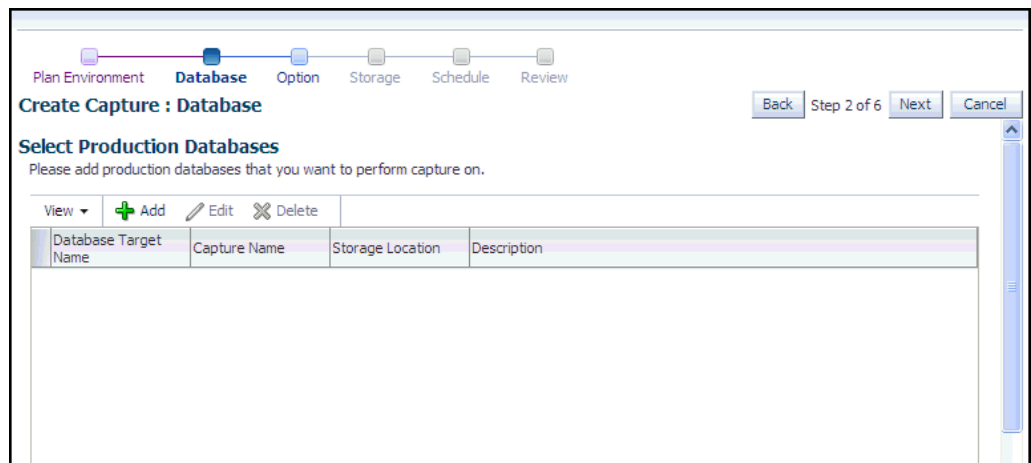 Plan Environment Database Option Storage Schedule Review
Create Capture : Database Back Step 2 of 6 Next Cancel
Select Production Databases
Please add production databases that you want to perform capture on.
View Add Edit Delete
Database Target Name Capture Name Storage Location Description